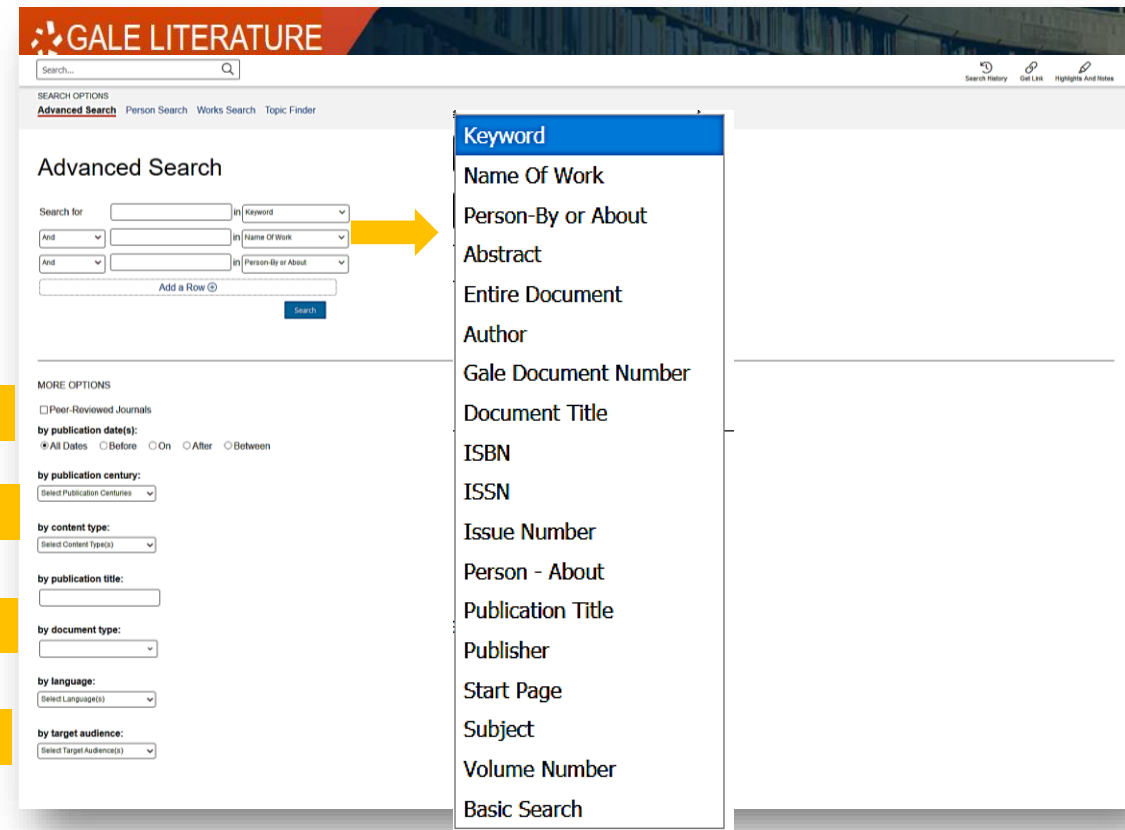 GALE LITERATURE
Search...
Search History Get Link Highlights And Notes
SEARCH OPTIONS
Advanced Search Person Search Works Search Topic Finder
Advanced Search
Search for in Keyword
And in Name Of Work
And in Person-By or About
Add a Row
Search
MORE OPTIONS
Peer-Reviewed Journals
by publication date(s):
All Dates Before On After Between
by publication century:
Select Publication Centuries
by content type:
Select Content Type(s)
by publication title:
by document type:
by language:
Select Language(s)
by target audience:
Select Target Audience(s)
Keyword
Name Of Work
Person-By or About
Abstract
Entire Document
Author
Gale Document Number
Document Title
ISBN
ISSN
Issue Number
Person - About
Publication Title
Publisher
Start Page
Subject
Volume Number
Basic Search